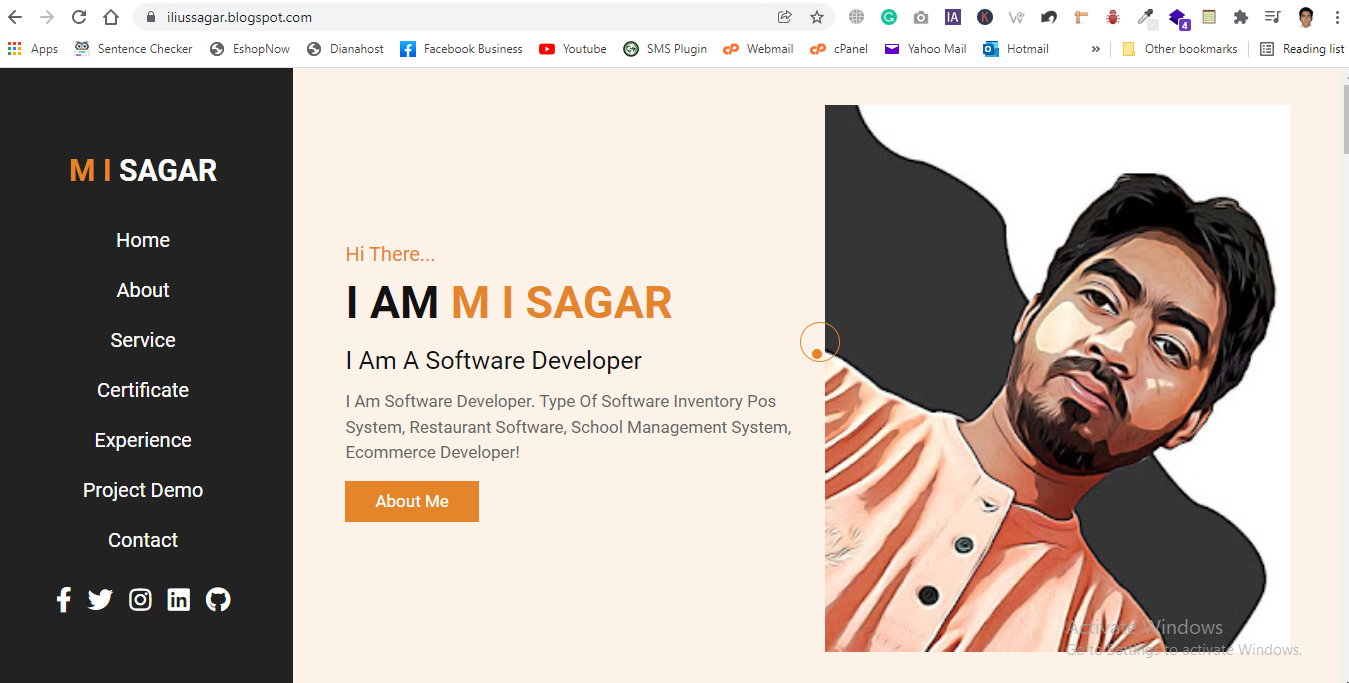 iliussagar.blogspot.com
IA
K
4
Apps
Sentence Checker
EshopNow
Dianahost
Facebook Business
Youtube
SMS Plugin
Webmail
cPanel
Yahoo Mail
Hotmail
»
Other bookmarks
Reading list
M I SAGAR
Home
About
Service
Certificate
Experience
Project Demo
Contact
Hi There...
I AM M I SAGAR
I Am A Software Developer
I Am Software Developer. Type Of Software Inventory Pos
System, Restaurant Software, School Management System,
Ecommerce Developer!
About Me
Activate Windows
Go to Settings to activate Windows.